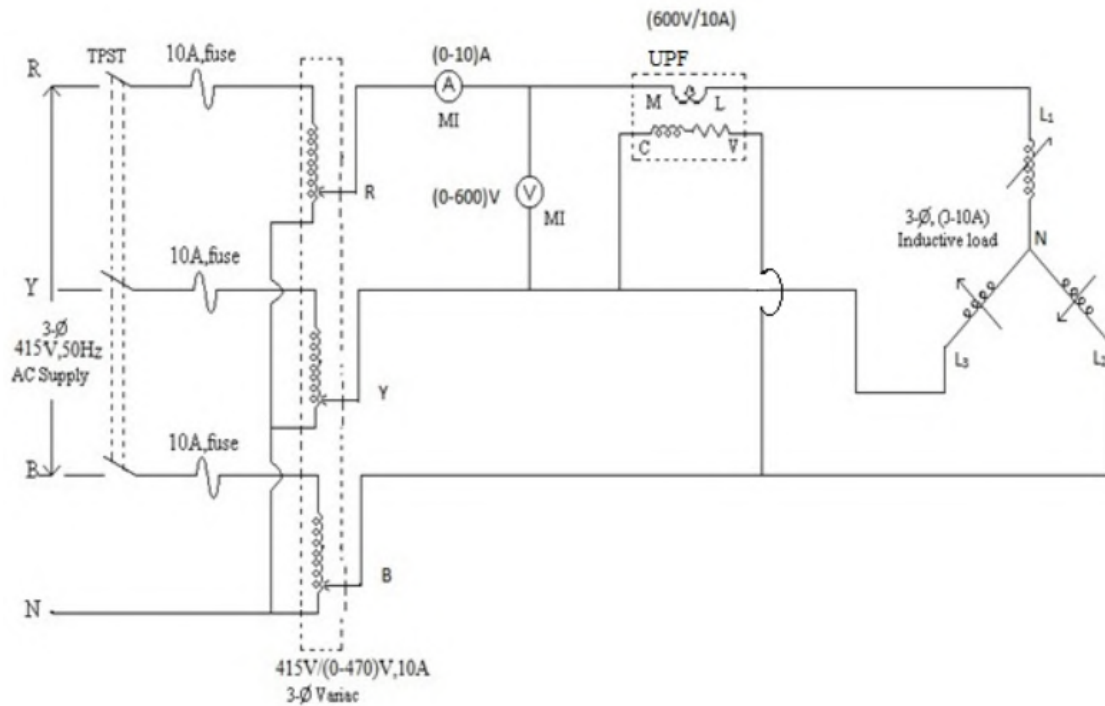 (600V/10A)
TPST
10A,fuse
(0-10)A
UPF
R
A
M
L
MI
L₁
C
V
R
(0-600)V
V
MI
3-Ø, (0-10A)
Inductive load
N
10A,fuse
Y
3-Ø
415V,50Hz
AC Supply
L₃
L₂
Y
10A,fuse
B
B
N
415V/(0-470)V,10A
3-Ø Variac